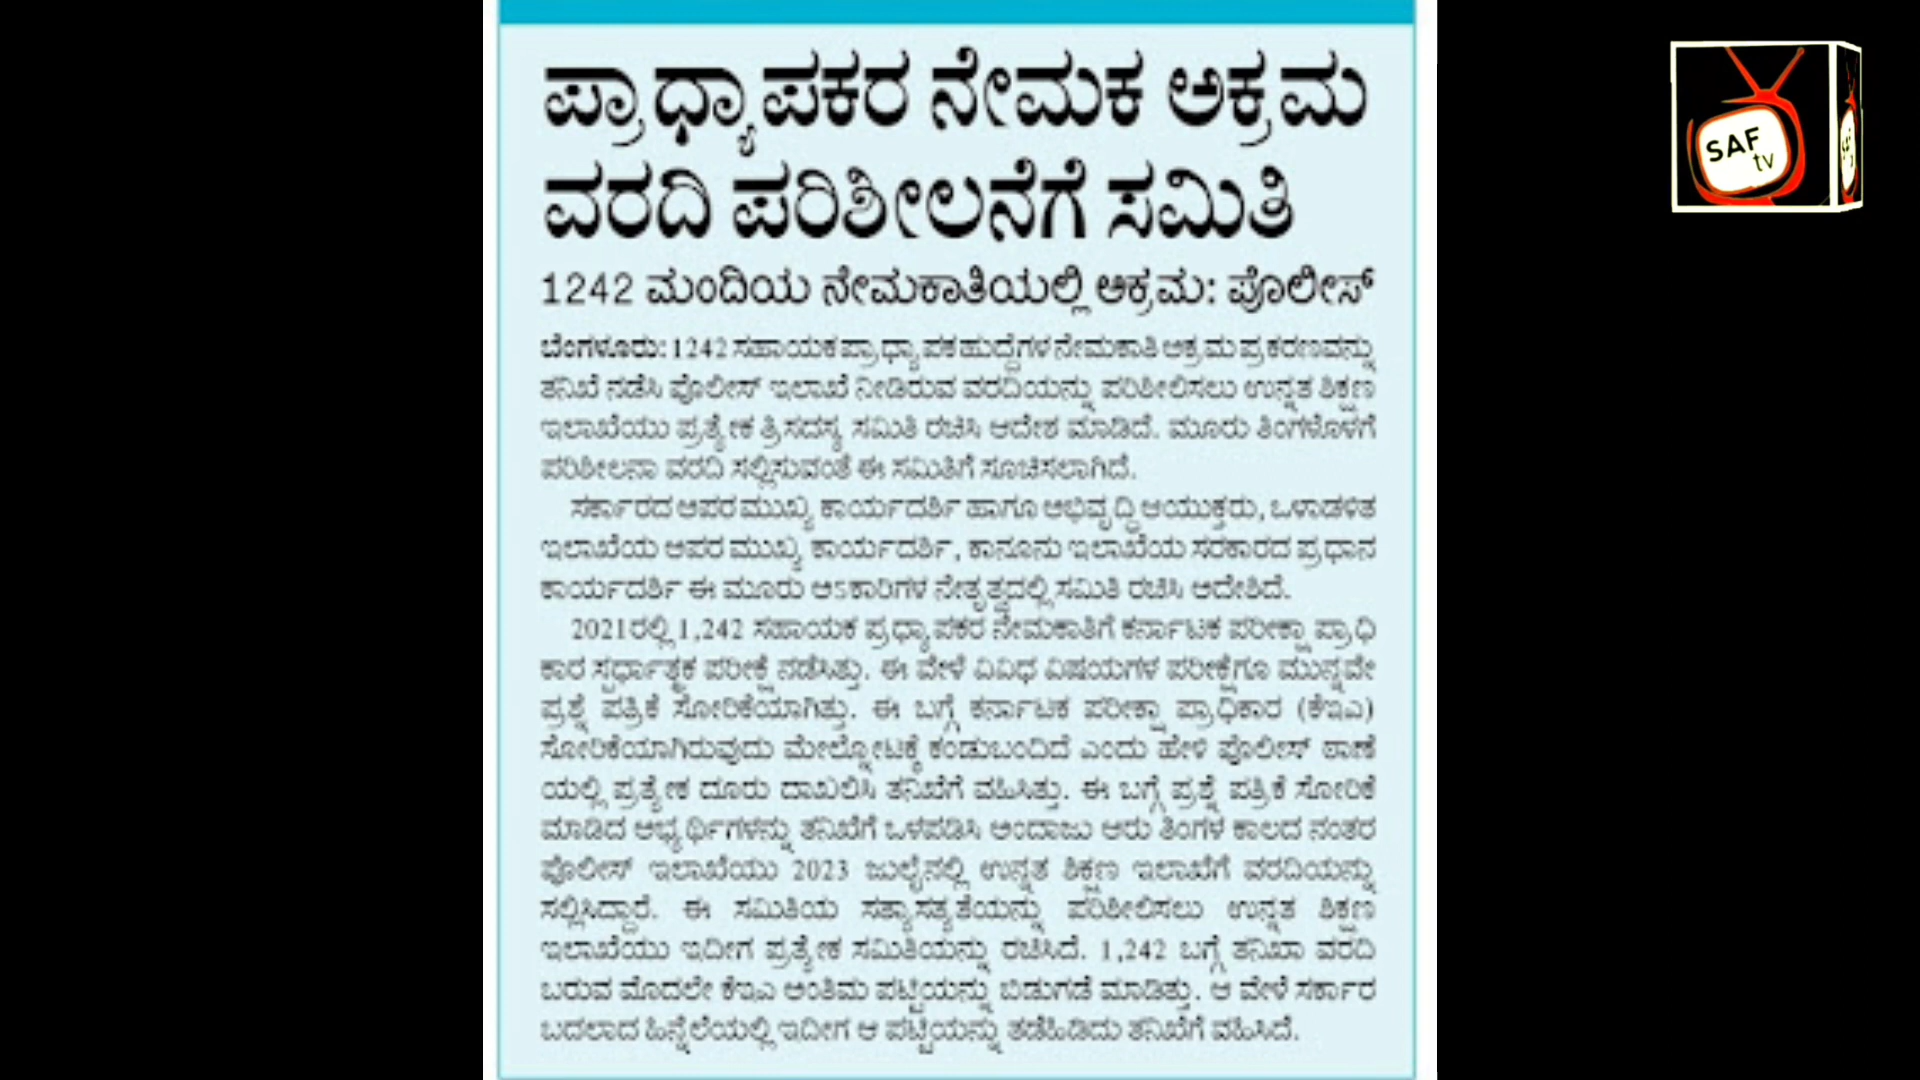 ಪ್ರಾಧ್ಯಾಪಕರ ನೇಮಕ ಅಕ್ರಮ
ವರದಿ ಪರಿಶೀಲನೆಗೆ ಸಮಿತಿ
1242 ಮಂದಿಯ ನೇಮಕಾತಿಯಲ್ಲಿ ಅಕ್ರಮ: ಪೊಲೀಸ್
ಬೆಂಗಳೂರು: 1242 ಸಹಾಯಕ ಪ್ರಾಧ್ಯಾಪಕ ಹುದ್ದೆಗಳ ನೇಮಕಾತಿ ಅಕ್ರಮ ಪ್ರಕರಣವನ್ನು
ತನಿಖೆ ನಡೆಸಿ ಪೊಲೀಸ್ ಇಲಾಖೆ ನೀಡಿರುವ ವರದಿಯನ್ನು ಪರಿಶೀಲಿಸಲು ಉನ್ನತ ಶಿಕ್ಷಣ
ಇಲಾಖೆಯು ಪ್ರತ್ಯೇಕ ತ್ರಿಸದಸ್ಯ ಸಮಿತಿ ರಚಿಸಿ ಆದೇಶ ಮಾಡಿದೆ. ಮೂರು ತಿಂಗಳೊಳಗೆ
ಪರಿಶೀಲನಾ ವರದಿ ಸಲ್ಲಿಸುವಂತೆ ಈ ಸಮಿತಿಗೆ ಸೂಚಿಸಲಾಗಿದೆ.
ಸರ್ಕಾರದ ಅಪರ ಮುಖ್ಯ ಕಾರ್ಯದರ್ಶಿ ಹಾಗೂ ಅಭಿವೃದ್ಧಿ ಆಯುಕ್ತರು, ಒಳಾಡಳಿತ
ಇಲಾಖೆಯ ಅಪರ ಮುಖ್ಯ ಕಾರ್ಯದರ್ಶಿ, ಕಾನೂನು ಇಲಾಖೆಯ ಸರಕಾರದ ಪ್ರಧಾನ
ಕಾರ್ಯದರ್ಶಿ ಈ ಮೂರು ಅSಕಾರಿಗಳ ನೇತೃತ್ವದಲ್ಲಿ ಸಮಿತಿ ರಚಿಸಿ ಆದೇಶಿದೆ.
2021ರಲ್ಲಿ 1,242 ಸಹಾಯಕ ಪ್ರಧ್ಯಾಪಕರ ನೇಮಕಾತಿಗೆ ಕರ್ನಾಟಕ ಪರೀಕ್ಷಾ ಪ್ರಾಧಿ
ಕಾರ ಸ್ಪರ್ಧಾತ್ಮಕ ಪರೀಕ್ಷೆ ನಡೆಸಿತ್ತು. ಈ ವೇಳೆ ವಿವಿಧ ವಿಷಯಗಳ ಪರೀಕ್ಷೆಗೂ ಮುನ್ನವೇ
ಪ್ರಶ್ನೆ ಪತ್ರಿಕೆ ಸೋರಿಕೆಯಾಗಿತ್ತು. ಈ ಬಗ್ಗೆ ಕರ್ನಾಟಕ ಪರೀಕ್ಷಾ ಪ್ರಾಧಿಕಾರ (ಕೆಇಎ)
ಸೋರಿಕೆಯಾಗಿರುವುದು ಮೇಲ್ನೋಟಕ್ಕೆ ಕಂಡುಬಂದಿದೆ ಎಂದು ಹೇಳಿ ಪೊಲೀಸ್ ಠಾಣೆ
ಯಲ್ಲಿ ಪ್ರತ್ಯೇಕ ದೂರು ದಾಖಲಿಸಿ ತನಿಖೆಗೆ ವಹಿಸಿತ್ತು. ಈ ಬಗ್ಗೆ ಪ್ರಶ್ನೆ ಪತ್ರಿಕೆ ಸೋರಿಕೆ
ಮಾಡಿದ ಅಭ್ಯರ್ಥಿಗಳನ್ನು ತನಿಖೆಗೆ ಒಳಪಡಿಸಿ ಅಂದಾಜು ಆರು ತಿಂಗಳ ಕಾಲದ ನಂತರ
ಪೊಲೀಸ್ ಇಲಾಖೆಯು 2023 ಜುಲೈನಲ್ಲಿ ಉನ್ನತ ಶಿಕ್ಷಣ ಇಲಾಖೆಗೆ ವರದಿಯನ್ನು
ಸಲ್ಲಿಸಿದ್ದಾರೆ. ಈ ಸಮಿತಿಯ ಸತ್ಯಾಸತ್ಯತೆಯನ್ನು ಪರಿಶೀಲಿಸಲು ಉನ್ನತ ಶಿಕ್ಷಣ
ಇಲಾಖೆಯು ಇದೀಗ ಪ್ರತ್ಯೇಕ ಸಮಿತಿಯನ್ನು ರಚಿಸಿದೆ. 1,242 ಬಗ್ಗೆ ತನಿಖಾ ವರದಿ
ಬರುವ ಮೊದಲೇ ಕೆಇಎ ಅಂತಿಮ ಪಟ್ಟಿಯನ್ನು ಬಿಡುಗಡೆ ಮಾಡಿತ್ತು. ಆ ವೇಳೆ ಸರ್ಕಾರ
ಬದಲಾದ ಹಿನ್ನೆಲೆಯಲ್ಲಿ ಇದೀಗ ಆ ಪಟ್ಟಿಯನ್ನು ತಡೆಹಿಡಿದು ತನಿಖೆಗೆ ವಹಿಸಿದೆ.
SAF
tv